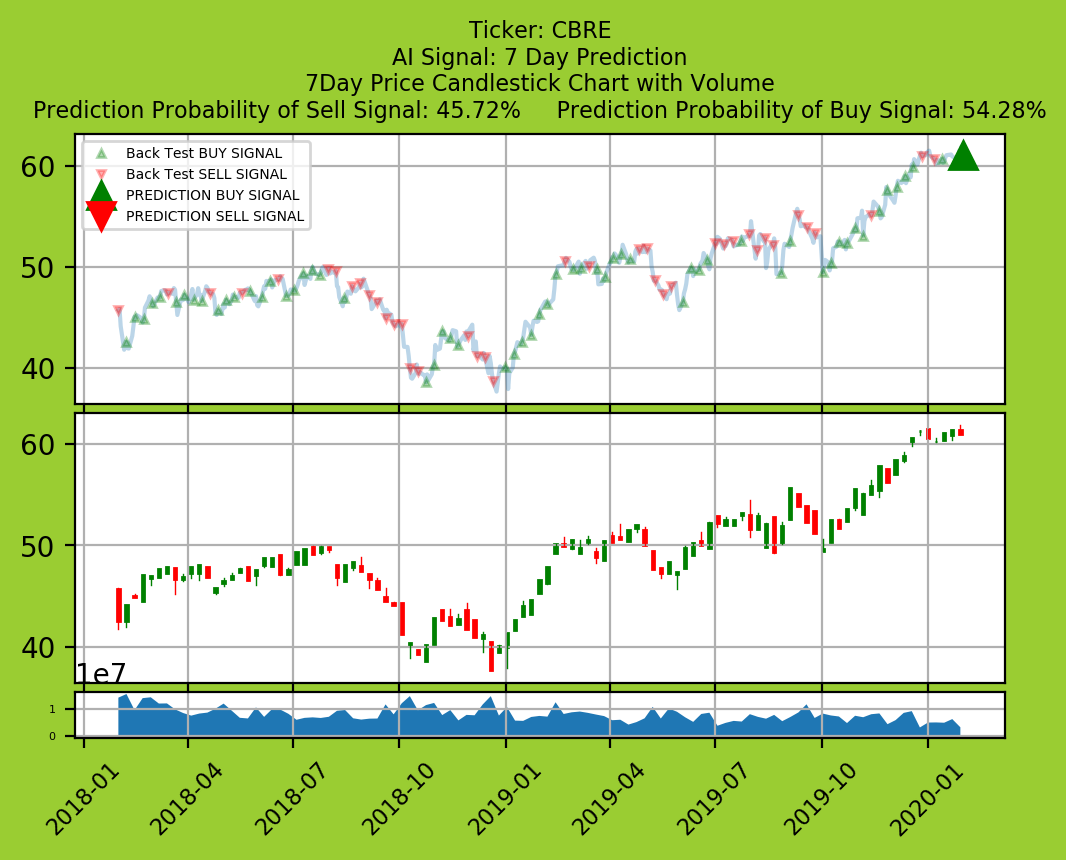 Ticker: CBRE
AI Signal: 7 Day Prediction
7Day Price Candlestick Chart with Volume
Prediction Probability of Sell Signal: 45.72%     Prediction Probability of Buy Signal: 54.28%
Back Test BUY SIGNAL
Back Test SELL SIGNAL
PREDICTION BUY SIGNAL
PREDICTION SELL SIGNAL
60
50
40
60
50
40
1e7
1
0
2018-01
2018-04
2018-07
2018-10
2019-01
2019-04
2019-07
2019-10
2020-01